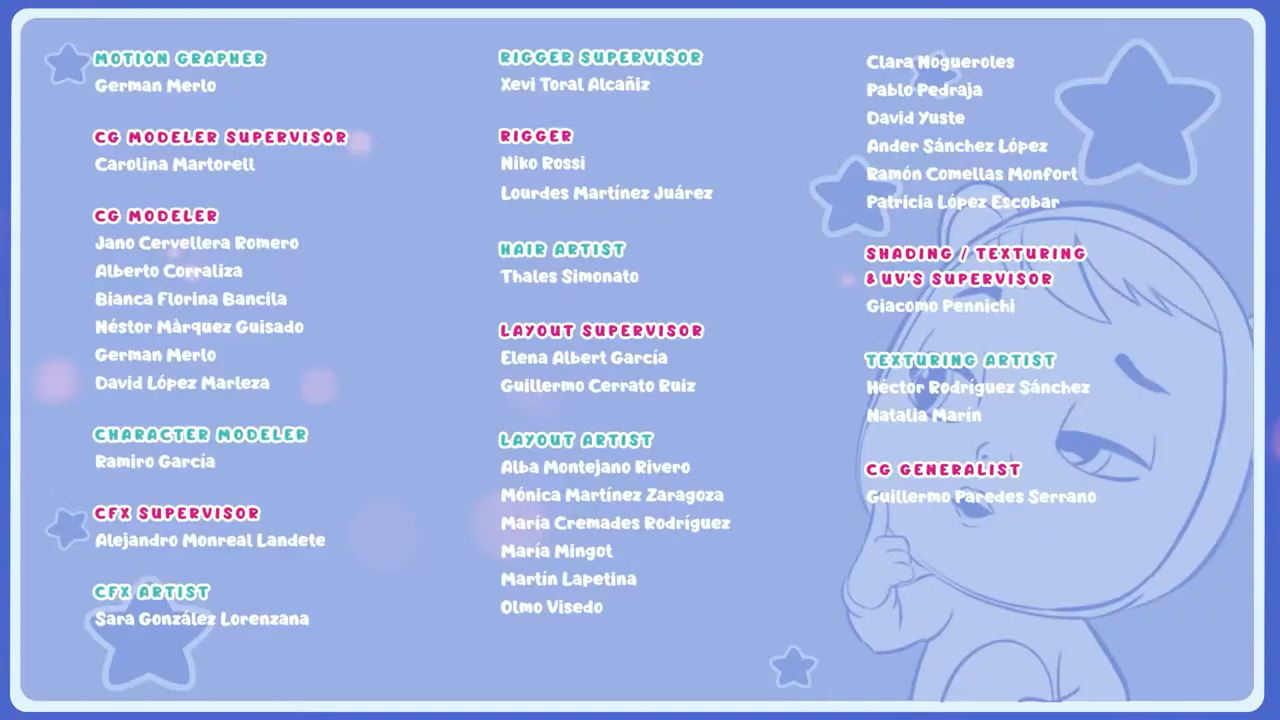 MOTION GRAPHER
German Merlo
CG MODELER SUPERVISOR
Carolina Martorell
CG MODELER
Jano Cervellera Romero
Alberto Corraliza
Bianca Florina Bancila
Néstor Màrquez Guisado
German Merlo
David López Marleza
CHARACTER MODELER
Ramiro García
CFX SUPERVISOR
Alejandro Monreal Landete
CFX ARTIST
Sara González Lorenzana
RIGGER SUPERVISOR
Xevi Toral Alcañiz
RIGGER
Niko Rossi
Lourdes Martínez Juárez
HAIR ARTIST
Thales Simonato
LAYOUT SUPERVISOR
Elena Albert García
Guillermo Cerrato Ruiz
LAYOUT ARTIST
Alba Montejano Rivero
Mónica Martínez Zaragoza
María Cremades Rodríguez
María Mingot
Martín Lapetina
Olmo Visedo
Clara Nogueroles
Pablo Pedraja
David Yuste
Ander Sánchez López
Ramón Comellas Monfort
Patricia López Escobar
SHADING / TEXTURING
& UV'S SUPERVISOR
Giacomo Pennichi
TEXTURING ARTIST
Héctor Rodríguez Sánchez
Natalia Marín
CG GENERALIST
Guillermo Paredes Serrano